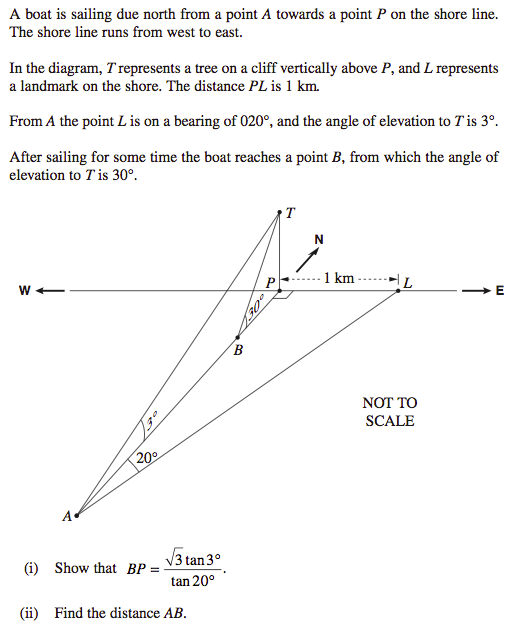 A boat is sailing due north from a point A towards a point P on the shore line.
The shore line runs from west to east.
In the diagram, T represents a tree on a cliff vertically above P, and L represents
a landmark on the shore. The distance PL is 1 km.
From A the point L is on a bearing of 020°, and the angle of elevation to T is 3°.
After sailing for some time the boat reaches a point B, from which the angle of
elevation to T is 30°.
T
N
W
P
1 km
L
E
30°
B
NOT TO
SCALE
3°
20°
A
(i) Show that BP = √3 tan 3° / tan 20°.
(ii) Find the distance AB.